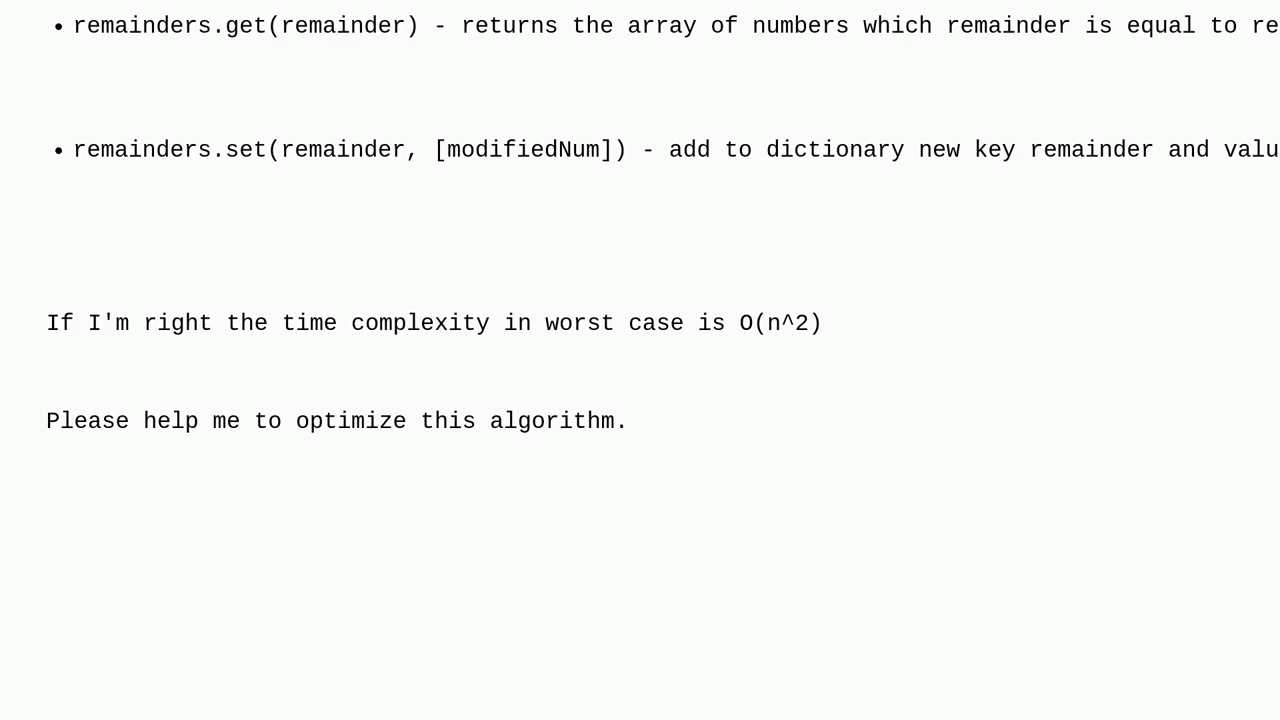 • remainders.get(remainder) - returns the array of numbers which remainder is equal to
• remainders.set(remainder, [modifiedNum]) - add to dictionary new key remainder and
If I'm right the time complexity in worst case is O(n^2)
Please help me to optimize this algorithm.